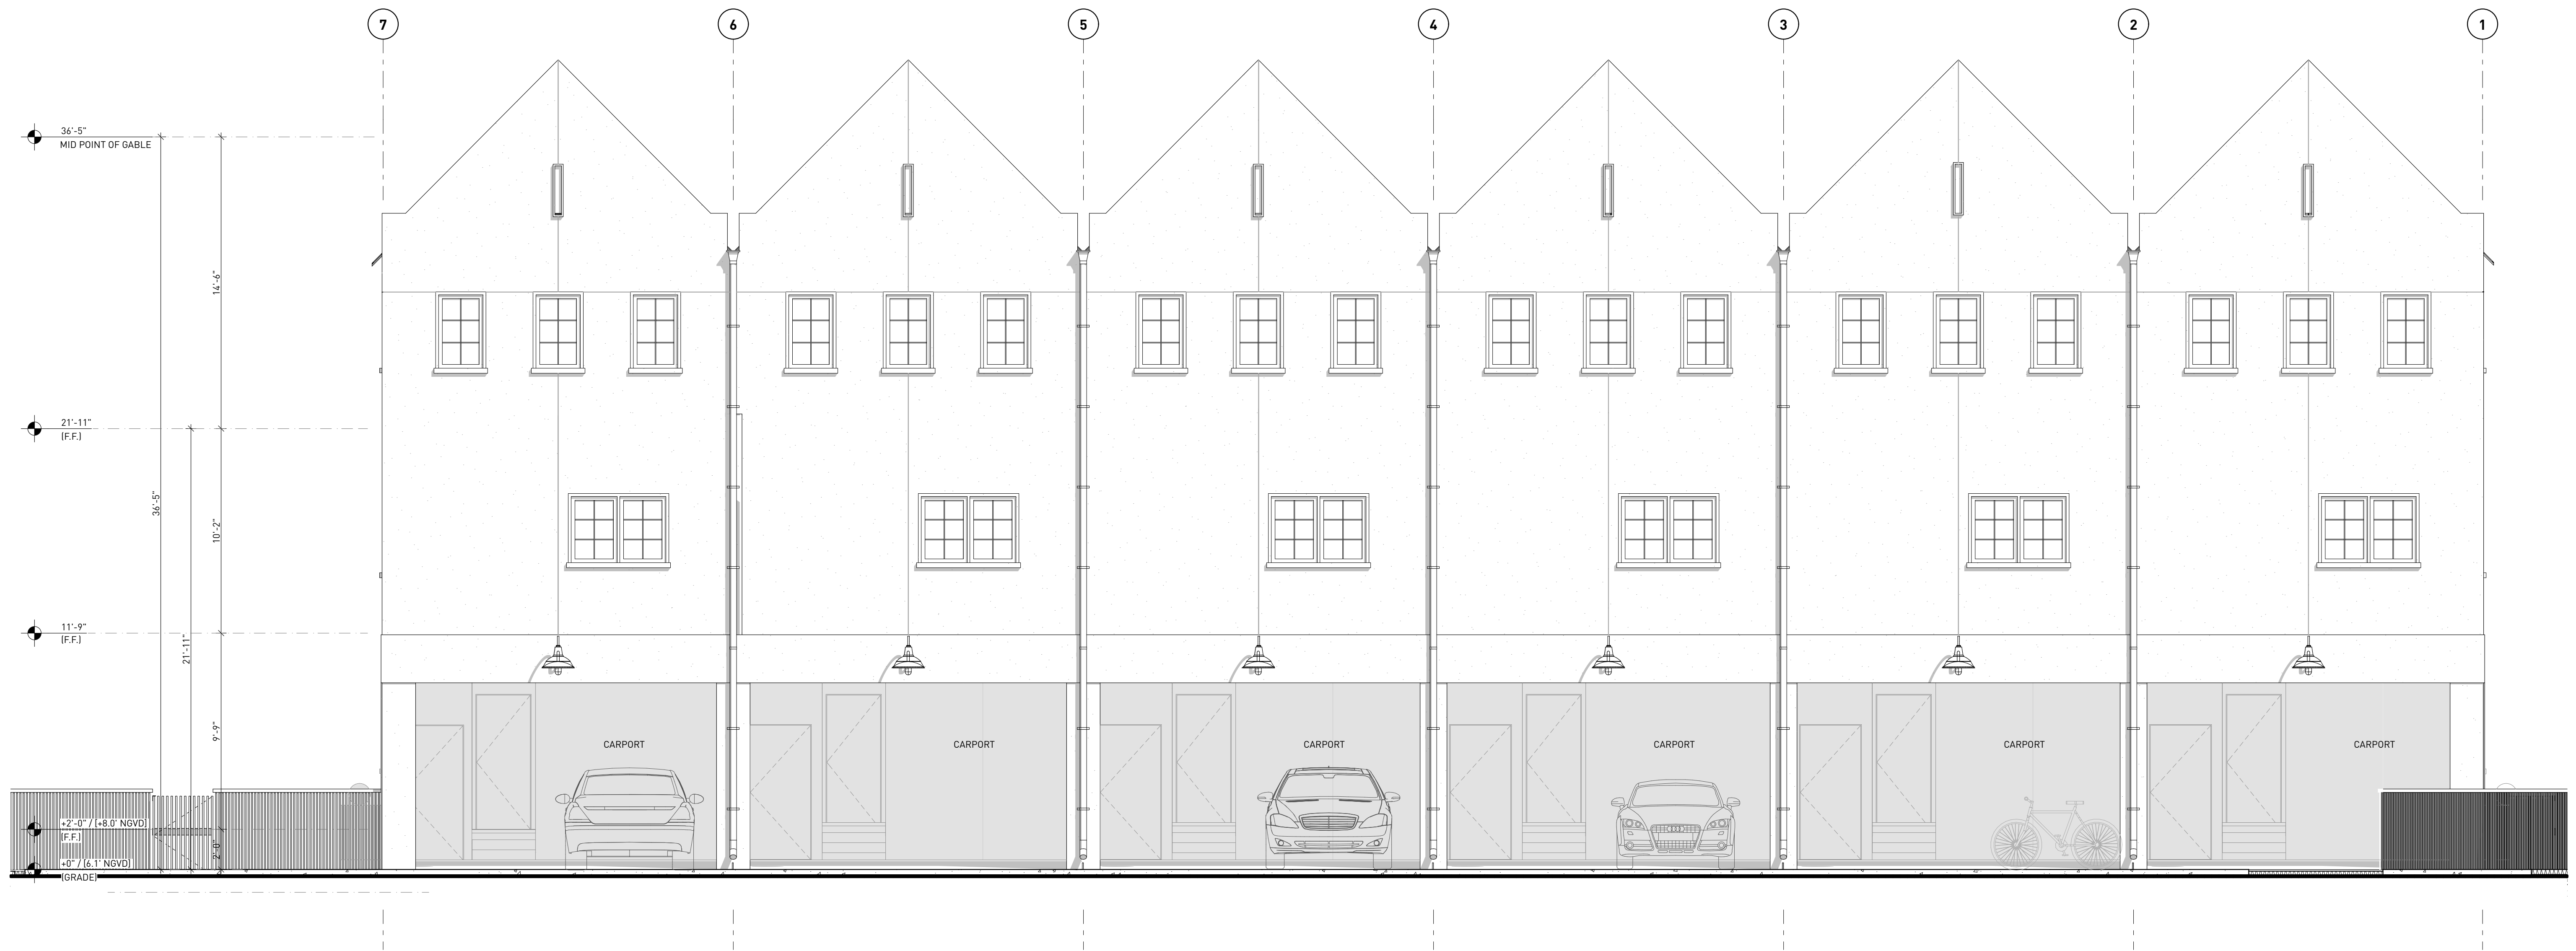 7 6 5 4 3 2 1
36'-5"
MID POINT OF GABLE
14'-6"
21'-11"
(F.F.)
36'-5"
10'-2"
11'-9"
(F.F.)
21'-11"
9'-9"
CARPORT CARPORT CARPORT CARPORT CARPORT CARPORT
+2'-0" / [+8.0' NGVD]
(F.F.)
2'-0"
+0" / [6.1' NGVD]
(GRADE)